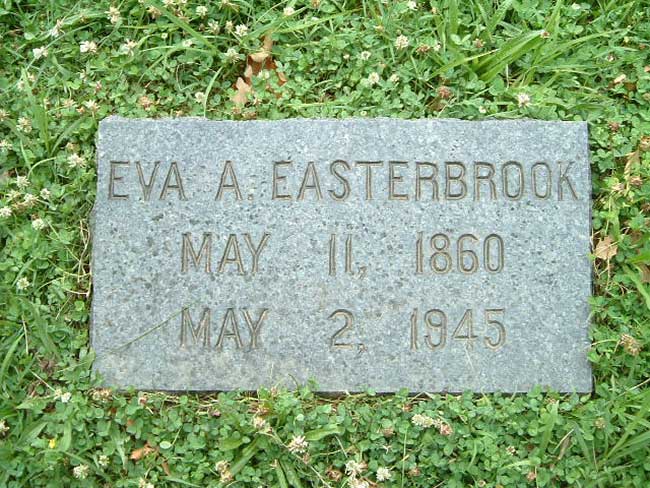 EVA A. EASTERBROOK
MAY 11, 1860
MAY 2, 1945